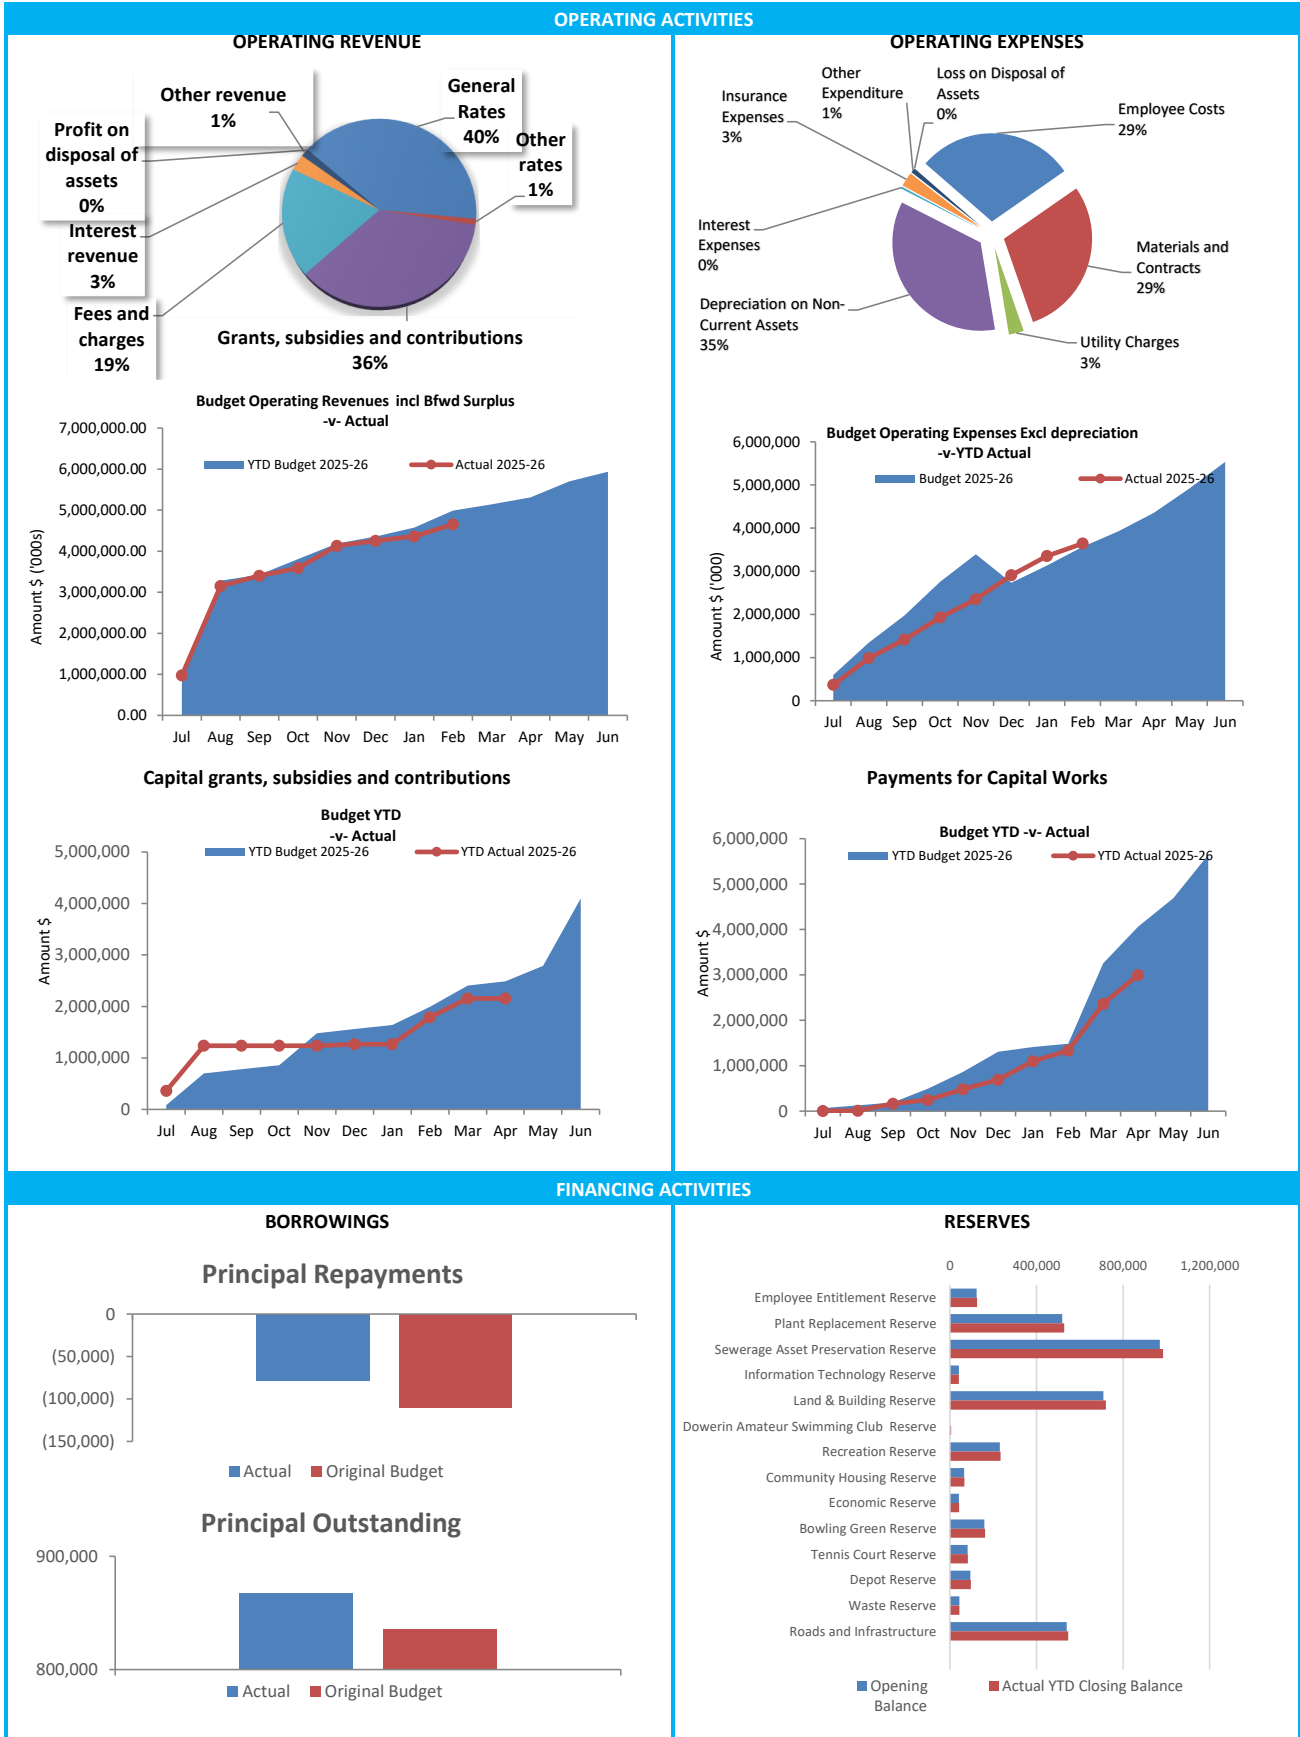 OPERATING ACTIVITIES
OPERATING REVENUE
Other revenue
1%
General
Rates
40%
Other
rates
1%
Profit on
disposal of
assets
0%
Interest
revenue
3%
Fees and
charges
19%
Grants, subsidies and contributions
36%
OPERATING EXPENSES
Insurance
Expenses
3%
Other
Expenditure
1%
Loss on Disposal of
Assets
0%
Employee Costs
29%
Interest
Expenses
0%
Materials and
Contracts
29%
Depreciation on Non-
Current Assets
35%
Utility Charges
3%
Budget Operating Revenues incl Bfwd Surplus
-v- Actual
YTD Budget 2025-26
Actual 2025-26
Amount $ ('000s)
7,000,000.00
6,000,000.00
5,000,000.00
4,000,000.00
3,000,000.00
2,000,000.00
1,000,000.00
0.00
Jul Aug Sep Oct Nov Dec Jan Feb Mar Apr May Jun
Budget Operating Expenses Excl depreciation
-v-YTD Actual
Budget 2025-26
Actual 2025-26
Amount $ ('000)
6,000,000
5,000,000
4,000,000
3,000,000
2,000,000
1,000,000
0
Jul Aug Sep Oct Nov Dec Jan Feb Mar Apr May Jun
Capital grants, subsidies and contributions
Budget YTD
-v- Actual
YTD Budget 2025-26
YTD Actual 2025-26
Amount $
5,000,000
4,000,000
3,000,000
2,000,000
1,000,000
0
Jul Aug Sep Oct Nov Dec Jan Feb Mar Apr May Jun
Payments for Capital Works
Budget YTD -v- Actual
YTD Budget 2025-26
YTD Actual 2025-26
Amount $
6,000,000
5,000,000
4,000,000
3,000,000
2,000,000
1,000,000
0
Jul Aug Sep Oct Nov Dec Jan Feb Mar Apr May Jun
FINANCING ACTIVITIES
BORROWINGS
Principal Repayments
0
(50,000)
(100,000)
(150,000)
Actual
Original Budget
Principal Outstanding
900,000
800,000
Actual
Original Budget
RESERVES
0 400,000 800,000 1,200,000
Employee Entitlement Reserve
Plant Replacement Reserve
Sewerage Asset Preservation Reserve
Information Technology Reserve
Land & Building Reserve
Dowerin Amateur Swimming Club Reserve
Recreation Reserve
Community Housing Reserve
Economic Reserve
Bowling Green Reserve
Tennis Court Reserve
Depot Reserve
Waste Reserve
Roads and Infrastructure
Opening
Balance
Actual YTD Closing Balance